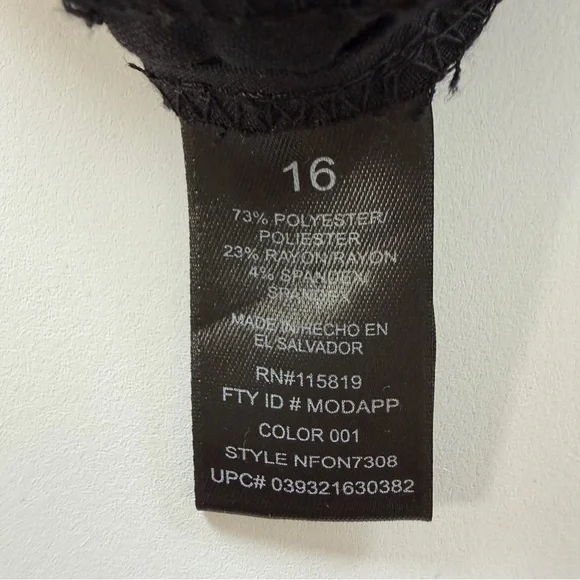 16
73% POLYESTER/
POLIESTER
23% RAYON/RAYON
4% SPANDEX/
SPANDEX
MADE IN/HECHO EN
EL SALVADOR
RN#115819
FTY ID # MODAPP
COLOR 001
STYLE NFON7308
UPC# 039321630382